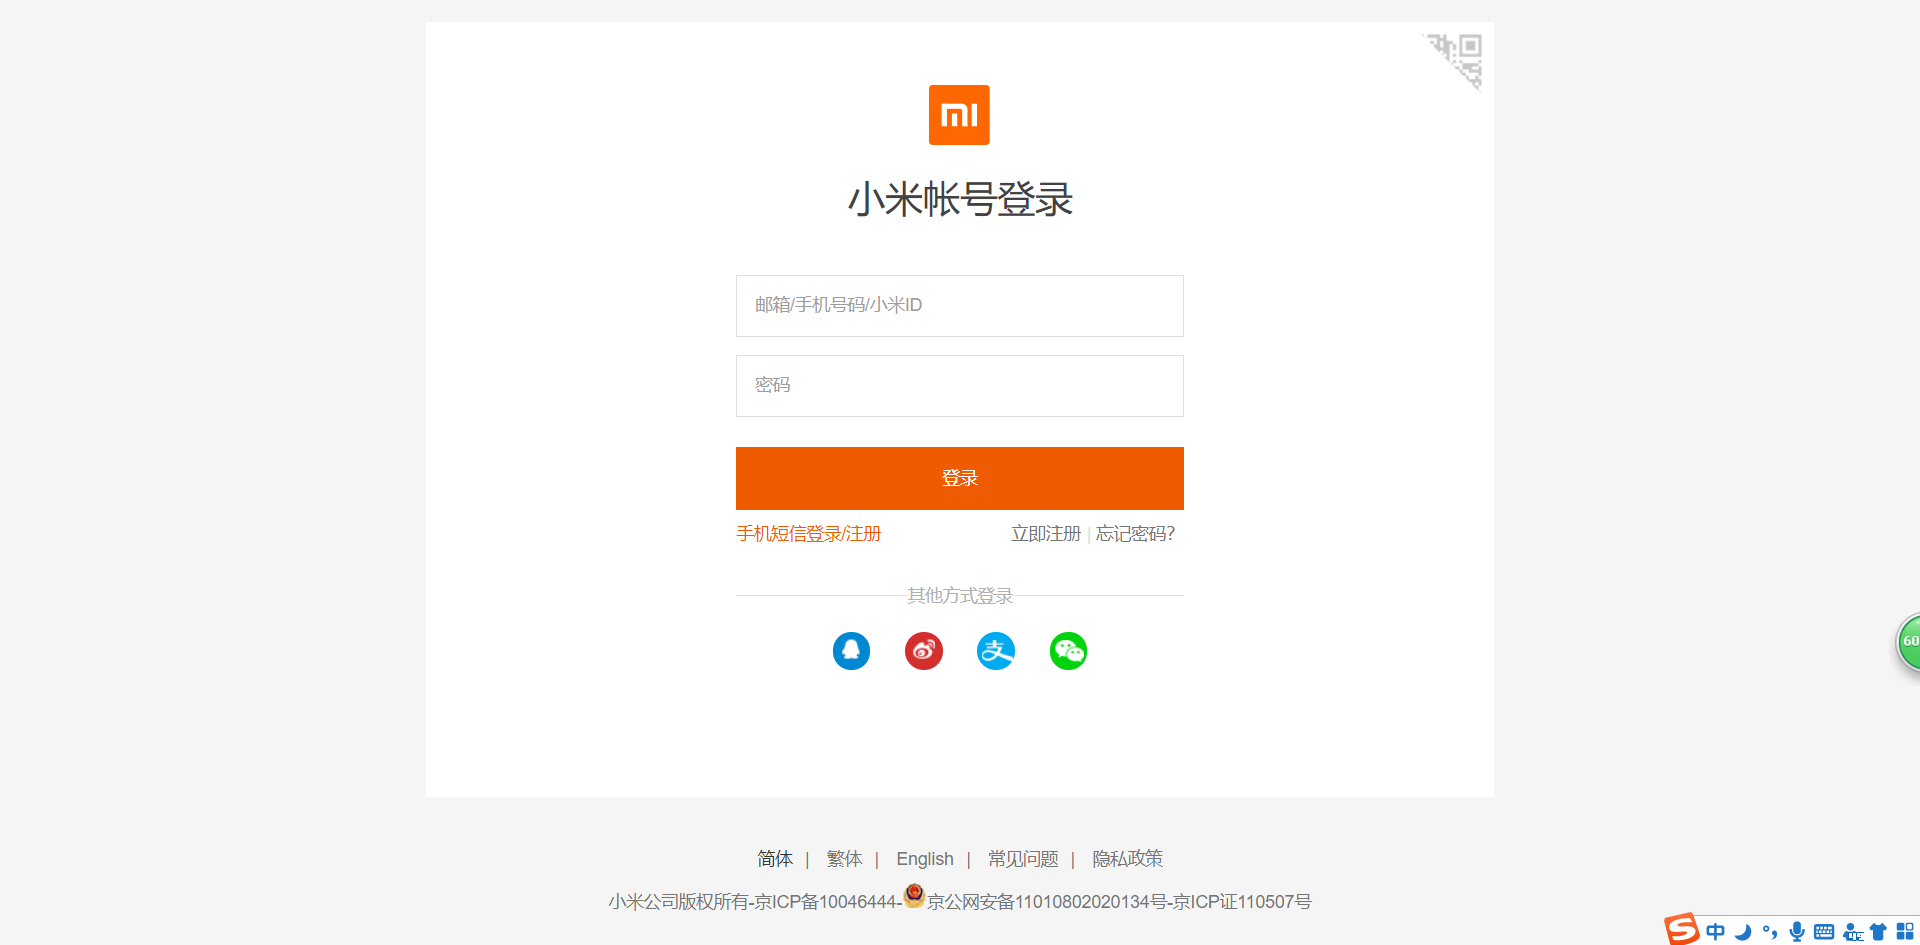 mi
小米帐号登录
邮箱/手机号码/小米ID
密码
登录
手机短信登录/注册 立即注册 | 忘记密码?
其他方式登录
支
简体 | 繁体 | English | 常见问题 | 隐私政策
小米公司版权所有-京ICP备10046444-京公网安备11010802020134号-京ICP证110507号
60
S 中